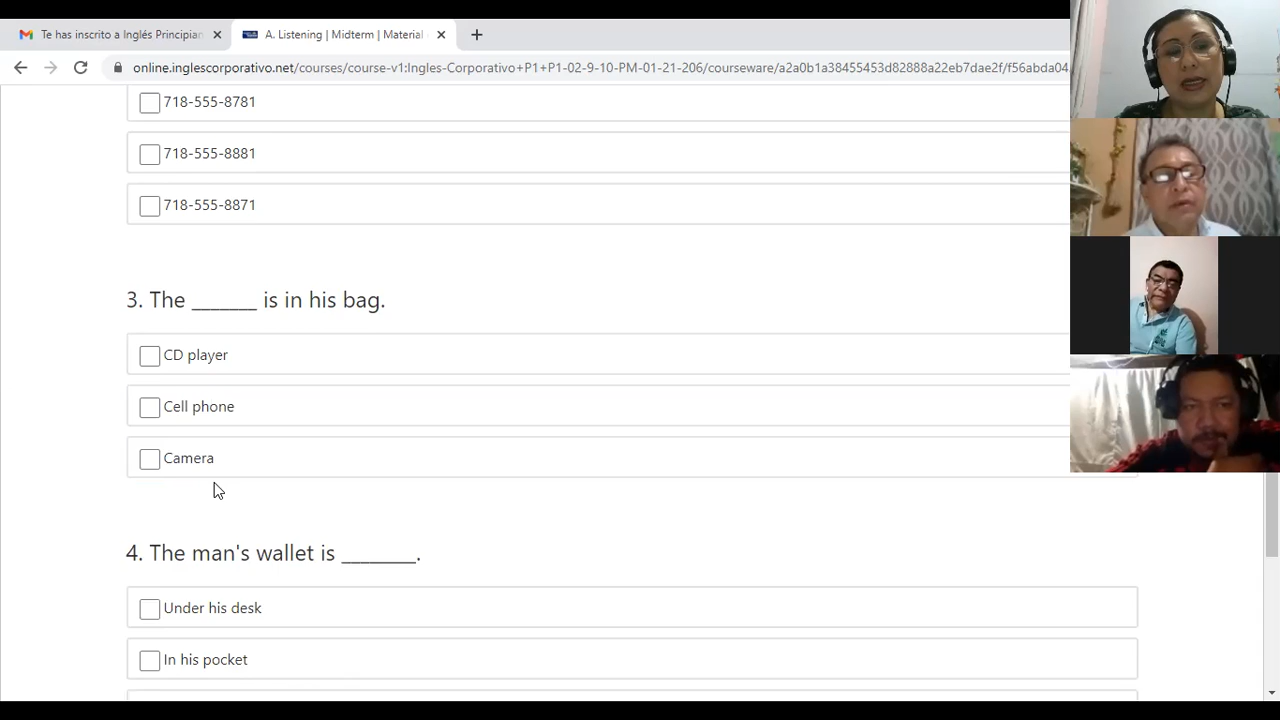 Te has inscrito a Inglés Principian
A. Listening | Midterm | Material
online.inglescorporativo.net/courses/course-v1:Ingles-Corporativo+P1+P1-02-9-10-PM-01-21-206/courseware/a2a0b1a38455453d82888a22eb7dae2f/f56abda04
718-555-8781
718-555-8881
718-555-8871
3. The _______ is in his bag.
CD player
Cell phone
Camera
4. The man's wallet is ________.
Under his desk
In his pocket